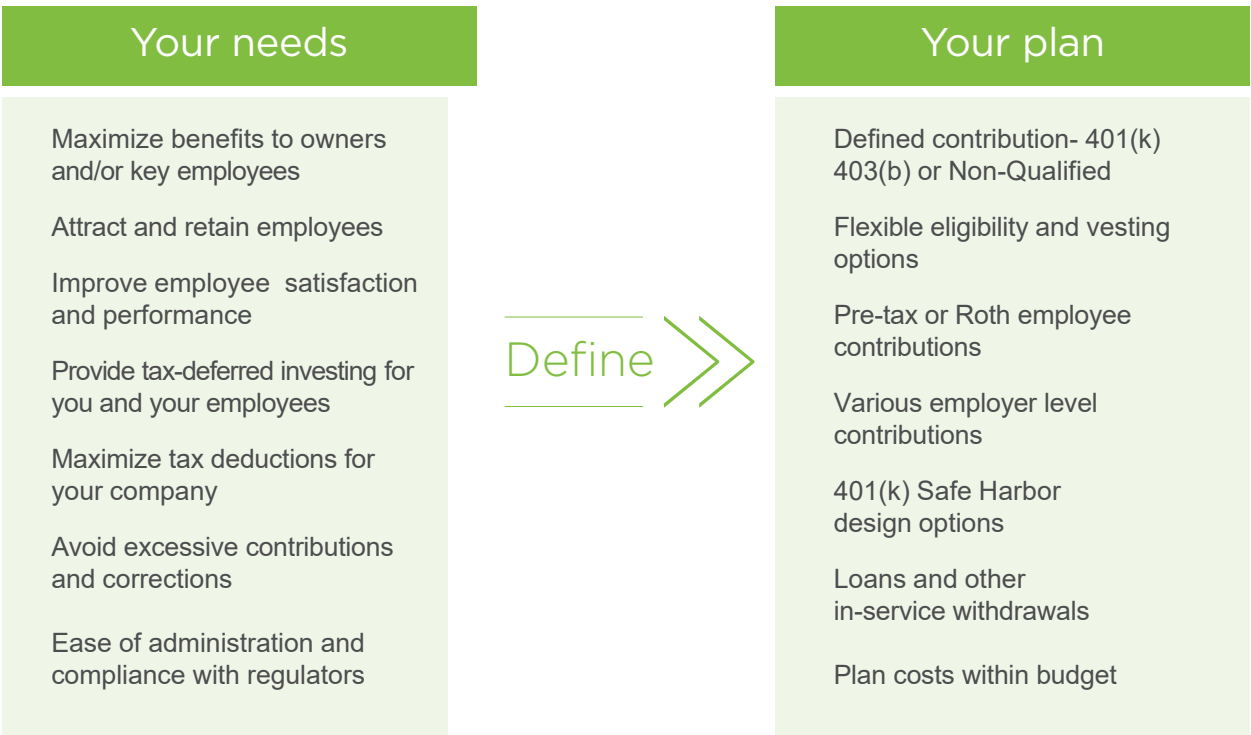 Your needs
Maximize benefits to owners
and/or key employees
Attract and retain employees
Improve employee  satisfaction
and performance
Provide tax-deferred investing for
you and your employees
Maximize tax deductions for
your company
Avoid excessive contributions
and corrections
Ease of administration and
compliance with regulators
Define
Your plan
Defined contribution- 401(k)
403(b) or Non-Qualified
Flexible eligibility and vesting
options
Pre-tax or Roth employee
contributions
Various employer level
contributions
401(k) Safe Harbor
design options
Loans and other
in-service withdrawals
Plan costs within budget